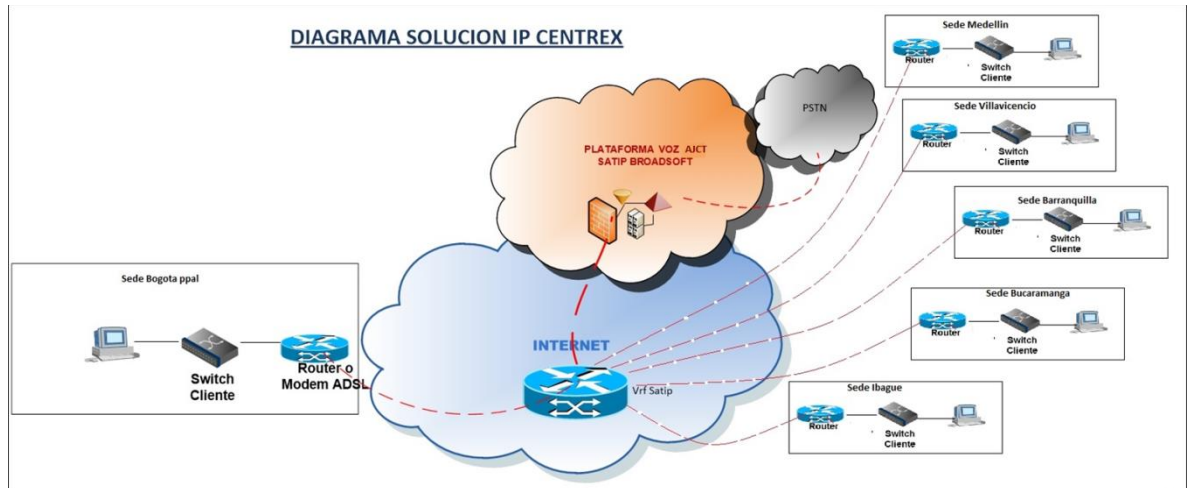 DIAGRAMA SOLUCION IP CENTREX
PLATAFORMA VOZ AJCT
SATIP BROADSOFT
PSTN
INTERNET
Vrf Satip
Sede Bogota ppal
Switch
Cliente
Router o
Modem ADSL
Sede Medellin
Router
Switch
Cliente
Sede Villavicencio
Router
Switch
Cliente
Sede Barranquilla
Router
Switch
Cliente
Sede Bucaramanga
Router
Switch
Cliente
Sede Ibague
Router
Switch
Cliente